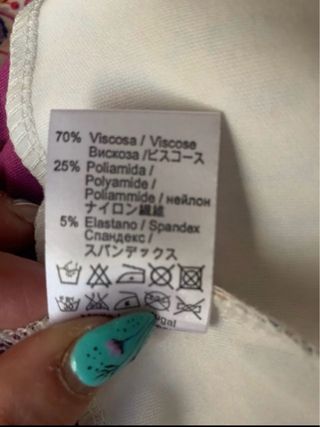 70% Viscosa / Viscose
Вискоза /ビスコース
25% Poliamida /
Polyamide /
Poliammide / нейлон
ナイロン繊維
5% Elastano / Spandex
Спандекс /
スパンデックス